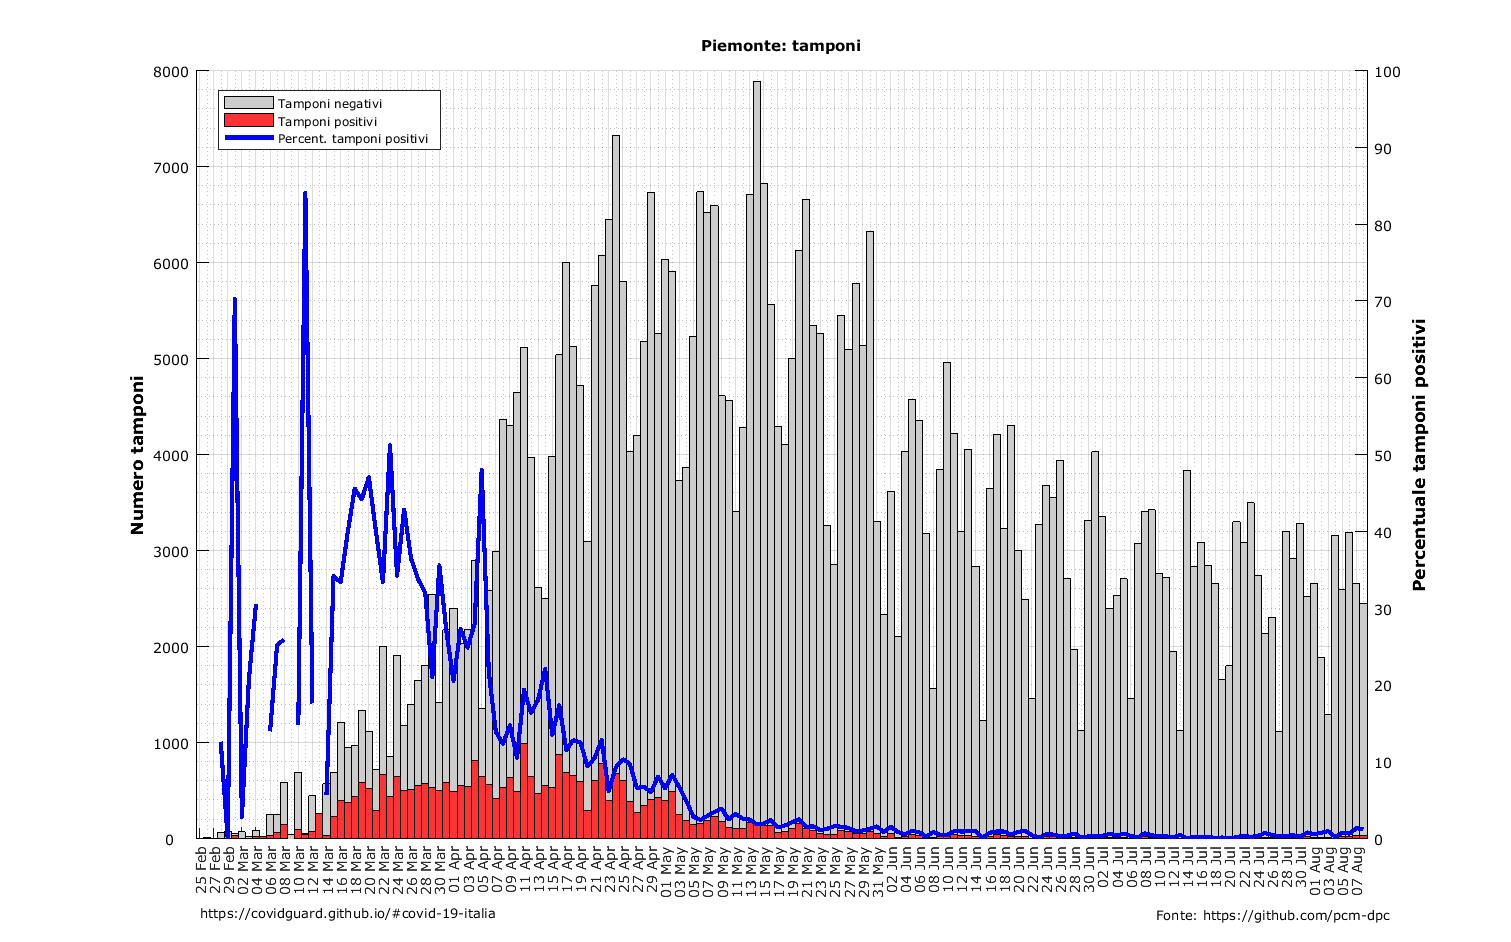 Piemonte: tamponi
Tamponi negativi
Tamponi positivi
Percent. tamponi positivi
Numero tamponi
8000
7000
6000
5000
4000
3000
2000
1000
0
100
90
80
70
60
50
40
30
20
10
0
Percentuale tamponi positivi
25 Feb
27 Feb
29 Feb
02 Mar
04 Mar
06 Mar
08 Mar
10 Mar
12 Mar
14 Mar
16 Mar
18 Mar
20 Mar
22 Mar
24 Mar
26 Mar
28 Mar
30 Mar
01 Apr
03 Apr
05 Apr
07 Apr
09 Apr
11 Apr
13 Apr
15 Apr
17 Apr
19 Apr
21 Apr
23 Apr
25 Apr
27 Apr
29 Apr
01 May
03 May
05 May
07 May
09 May
11 May
13 May
15 May
17 May
19 May
21 May
23 May
25 May
27 May
29 May
31 May
02 Jun
04 Jun
06 Jun
08 Jun
10 Jun
12 Jun
14 Jun
16 Jun
18 Jun
20 Jun
22 Jun
24 Jun
26 Jun
28 Jun
30 Jun
02 Jul
04 Jul
06 Jul
08 Jul
10 Jul
12 Jul
14 Jul
16 Jul
18 Jul
20 Jul
22 Jul
24 Jul
26 Jul
28 Jul
30 Jul
01 Aug
03 Aug
05 Aug
07 Aug
https://covidguard.github.io/#covid-19-italia
Fonte: https://github.com/pcm-dpc